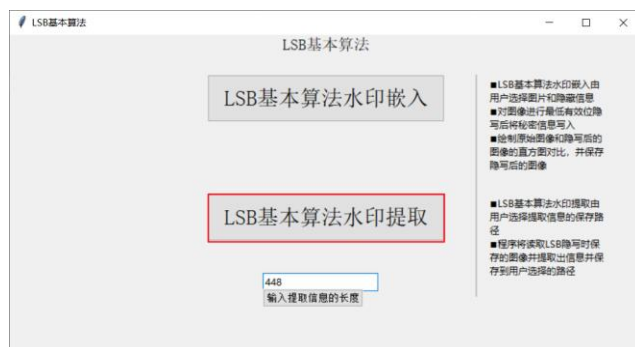 LSB基本算法
LSB基本算法
LSB基本算法水印嵌入
■LSB基本算法水印嵌入由
用户选择图片和隐藏信息
■对图像进行最低有效位隐
写后将秘密信息写入
■绘制原始图像和隐写后的
图像的直方图对比，并保存
隐写后的图像
LSB基本算法水印提取
■LSB基本算法水印提取由
用户选择提取信息的保存路
径
■程序将读取LSB隐写时保
存的图像并提取出信息并保
存到用户选择的路径
448
输入提取信息的长度